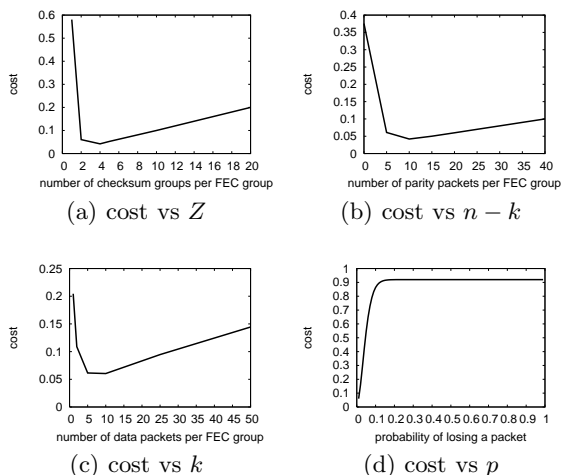 0.6
0.5
0.4
0.3
0.2
0.1
0
cost
0 2 4 6 8 10 12 14 16 18 20
number of checksum groups per FEC group
(a) cost vs Z
0.4
0.35
0.3
0.25
0.2
0.15
0.1
0.05
0
cost
0 5 10 15 20 25 30 35 40
number of parity packets per FEC group
(b) cost vs n − k
0.25
0.2
0.15
0.1
0.05
0
cost
0 5 10 15 20 25 30 35 40 45 50
number of data packets per FEC group
(c) cost vs k
1
0.9
0.8
0.7
0.6
0.5
0.4
0.3
0.2
0.1
0
cost
0 0.1 0.2 0.3 0.4 0.5 0.6 0.7 0.8 0.9 1
probability of losing a packet
(d) cost vs p